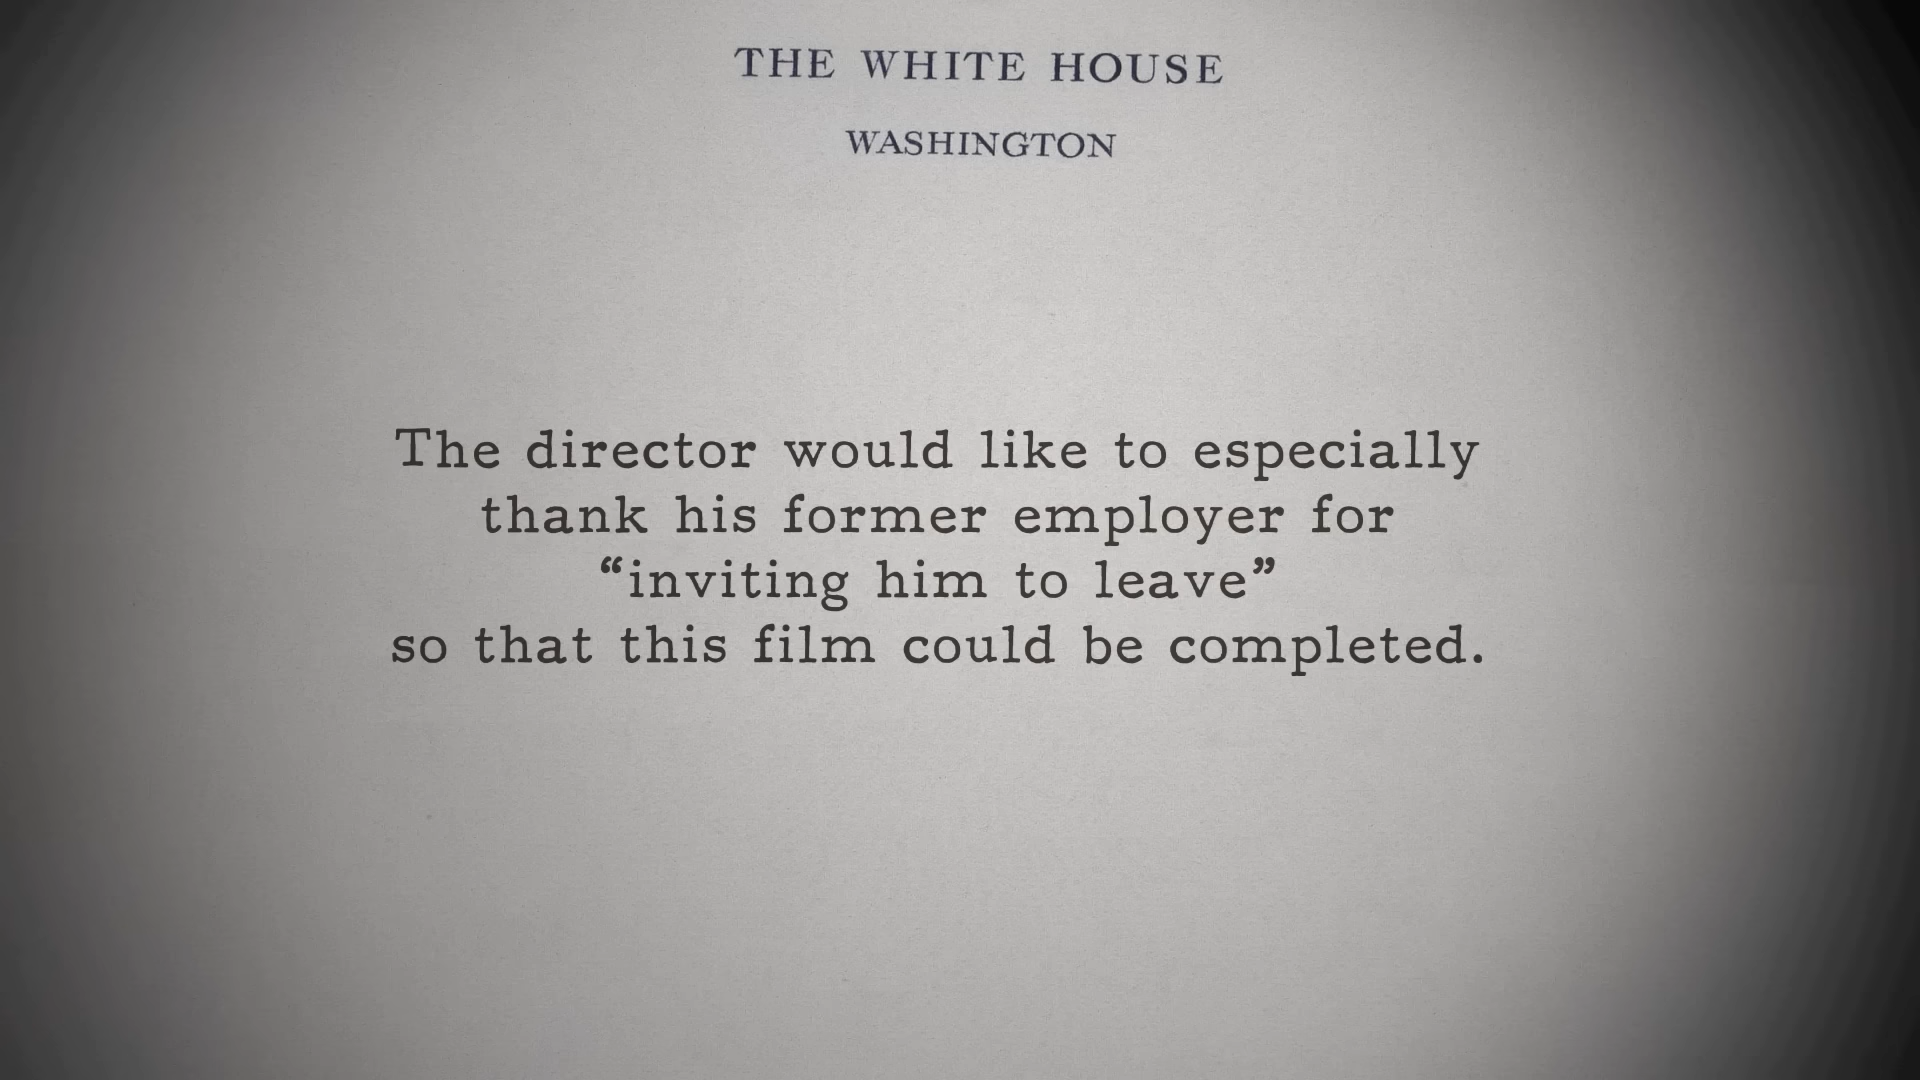 THE WHITE HOUSE
WASHINGTON
The director would like to especially
thank his former employer for
“inviting him to leave”
so that this film could be completed.